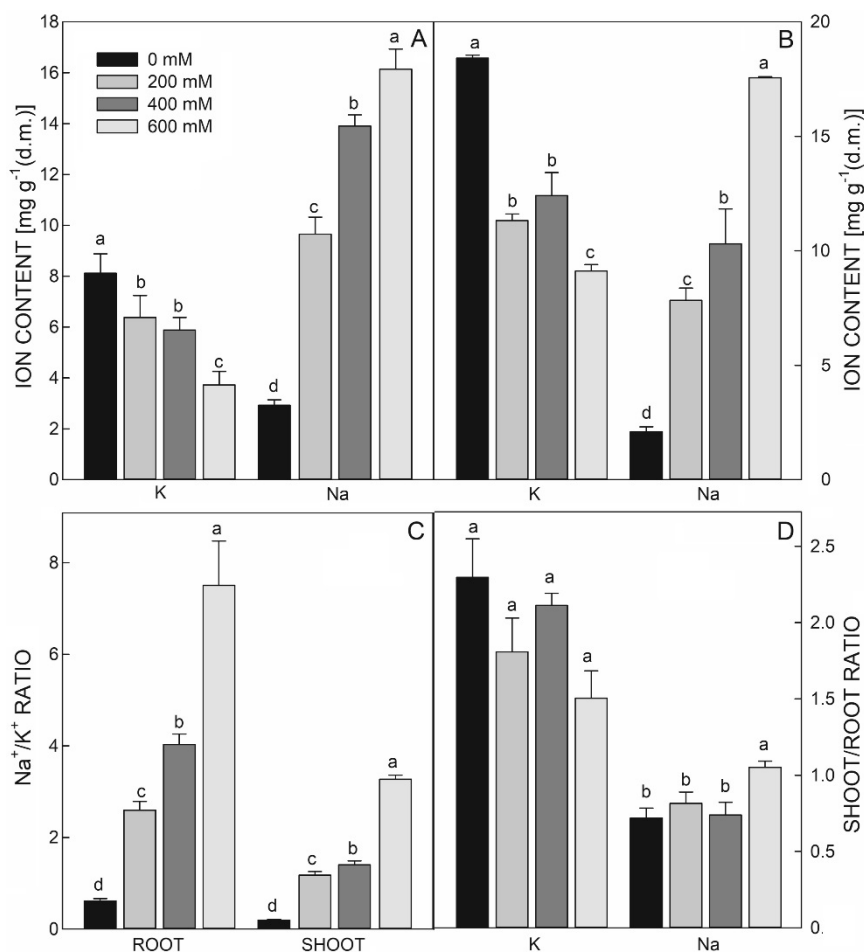 18
16
14
12
10
8
6
4
2
0
ION CONTENT [mg g⁻¹(d.m.)]
0 mM
200 mM
400 mM
600 mM
A
a
b
b
c
d
c
b
a
K
Na
B
a
b
b
c
d
c
b
a
K
Na
20
15
10
5
0
ION CONTENT [mg g⁻¹(d.m.)]
8
6
4
2
0
Na⁺/K⁺ RATIO
C
d
c
b
a
d
c
b
a
ROOT
SHOOT
D
a
a
a
a
b
b
b
a
K
Na
2.5
2.0
1.5
1.0
0.5
0.
SHOOT/ROOT RATIO